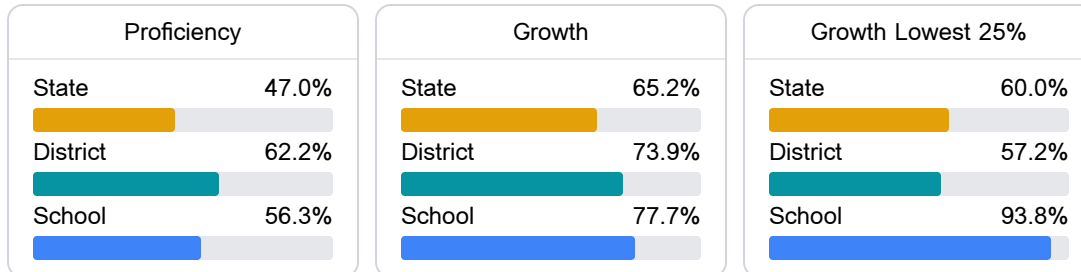 Proficiency
State 47.0%
District 62.2%
School 56.3%
Growth
State 65.2%
District 73.9%
School 77.7%
Growth Lowest 25%
State 60.0%
District 57.2%
School 93.8%